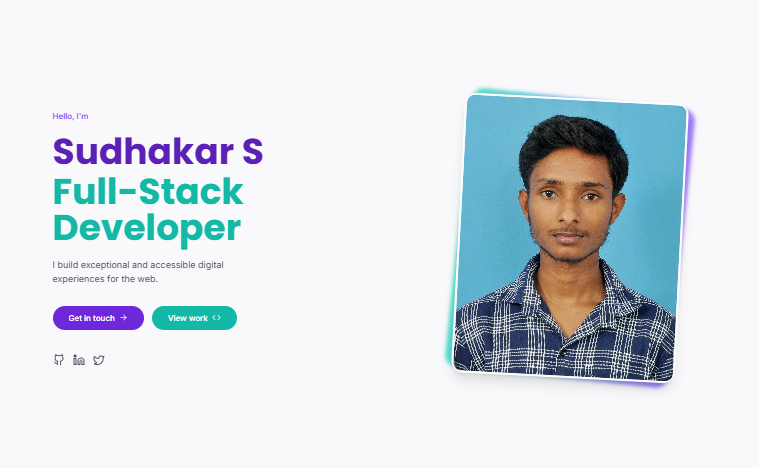 Hello, I'm
Sudhakar S
Full-Stack
Developer
I build exceptional and accessible digital
experiences for the web.
Get in touch
View work